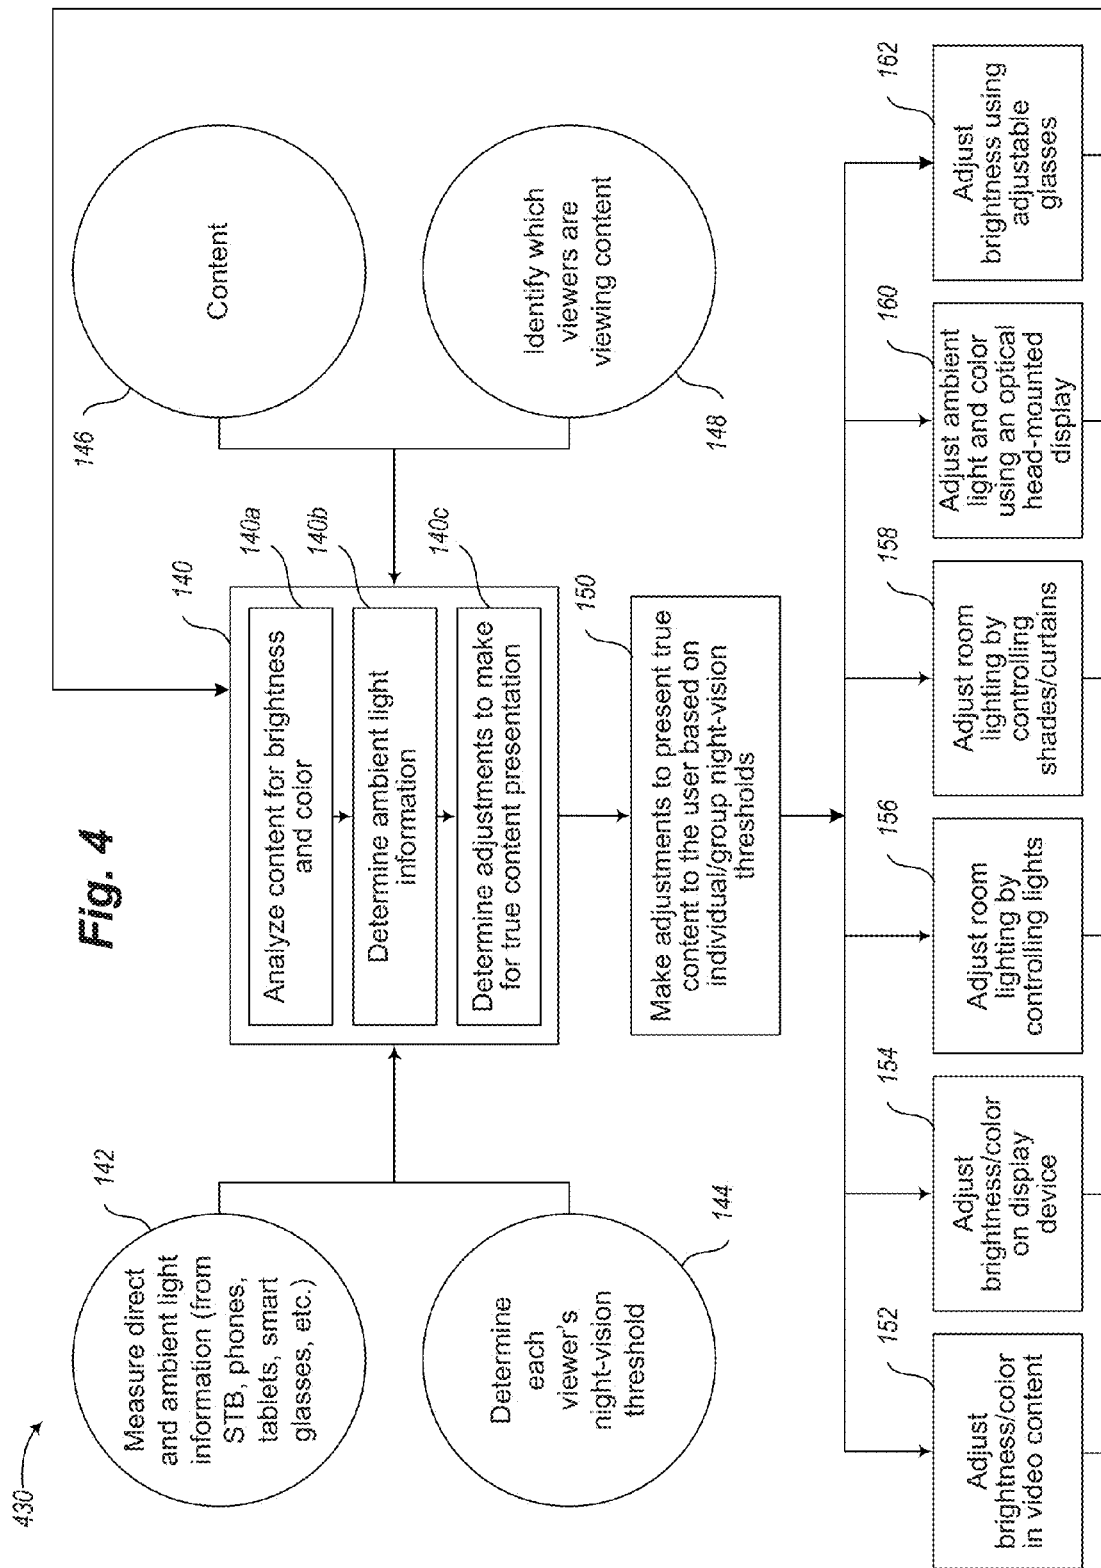 Fig. 4
430
142
Measure direct
and ambient light
information (from
STB, phones,
tablets, smart
glasses, etc.)
144
Determine
each
viewer's
night-vision
threshold
140
140a
Analyze content for brightness
and color
140b
Determine ambient light
information
140c
Determine adjustments to make
for true content presentation
146
Content
148
Identify which
viewers are
viewing content
150
Make adjustments to present true
content to the user based on
individual/group night-vision
thresholds
152
Adjust
brightness/color
in video content
154
Adjust
brightness/color
on display
device
156
Adjust room
lighting by
controlling lights
158
Adjust room
lighting by
controlling
shades/curtains
160
Adjust ambient
light and color
using an optical
head-mounted
display
162
Adjust
brightness using
adjustable
glasses